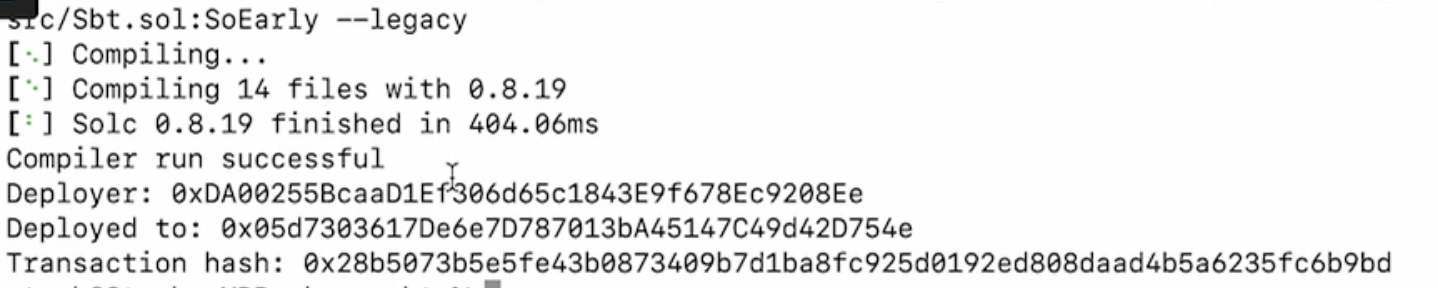 src/Sbt.sol:SoEarly --legacy
[⠢] Compiling...
[⠑] Compiling 14 files with 0.8.19
[⠃] Solc 0.8.19 finished in 404.06ms
Compiler run successful
Deployer: 0xDA00255BcaaD1Ef306d65c1843E9f678Ec9208Ee
Deployed to: 0x05d7303617De6e7D787013bA45147C49d42D754e
Transaction hash: 0x28b5073b5e5fe43b0873409b7d1ba8fc925d0192ed808daad4b5a6235fc6b9bd